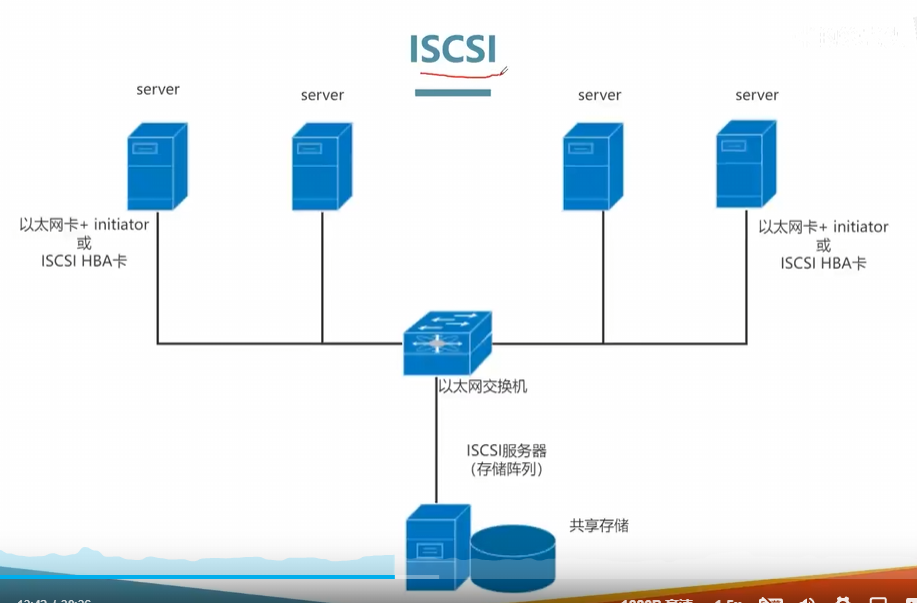 ISCSI
server
server
server
server
以太网卡+ initiator
或
ISCSI HBA卡
以太网卡+ initiator
或
ISCSI HBA卡
以太网交换机
ISCSI服务器
（存储阵列）
共享存储